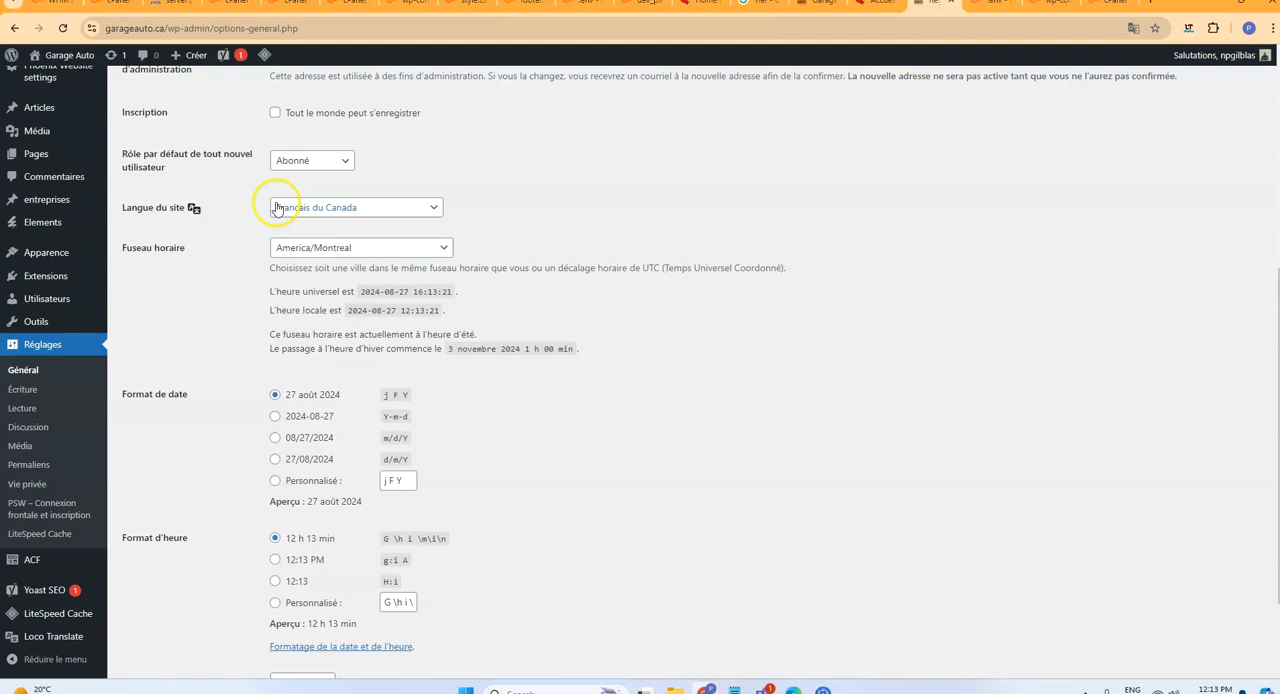 garageauto.ca/wp-admin/options-general.php
Garage Auto
1
0
Créer
1
Salutations, npgilblas
settings
Articles
Média
Pages
Commentaires
entreprises
Elements
Apparence
Extensions
Utilisateurs
Outils
Réglages
Général
Écriture
Lecture
Discussion
Média
Permaliens
Vie privée
PSW – Connexion
frontale et inscription
LiteSpeed Cache
ACF
Yoast SEO 1
LiteSpeed Cache
Loco Translate
Réduire le menu
d'administration
Cette adresse est utilisée à des fins d'administration. Si vous la changez, vous recevrez un courriel à la nouvelle adresse afin de la confirmer. La nouvelle adresse ne sera pas active tant que vous ne l'aurez pas confirmée.
Inscription
Tout le monde peut s'enregistrer
Rôle par défaut de tout nouvel
utilisateur
Abonné
Langue du site
du Canada
Fuseau horaire
America/Montreal
Choisissez soit une ville dans le même fuseau horaire que vous ou un décalage horaire de UTC (Temps Universel Coordonné).
L'heure universel est 2024-08-27 16:13:21 .
L'heure locale est 2024-08-27 12:13:21 .
Ce fuseau horaire est actuellement à l'heure d'été.
Le passage à l'heure d'hiver commence le 3 novembre 2024 1 h 00 min .
Format de date
27 août 2024 j F Y
2024-08-27 Y-m-d
08/27/2024 m/d/Y
27/08/2024 d/m/Y
Personnalisé : j F Y
Aperçu : 27 août 2024
Format d'heure
12 h 13 min G \h i \m\i\n
12:13 PM g:i A
12:13 H:i
Personnalisé : G \h i \
Aperçu : 12 h 13 min
Formatage de la date et de l'heure.
20°C
Search
ENG
12:13 PM